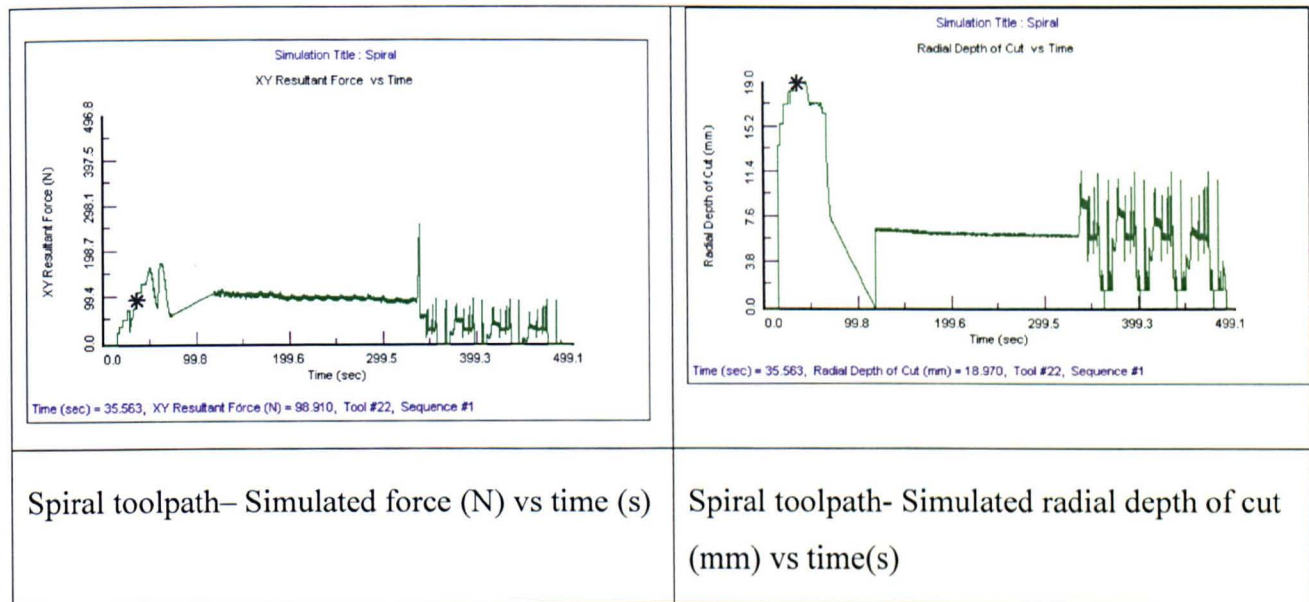 Simulation Title : Spiral
XY Resultant Force vs Time
XY Resultant Force (N)
496.8
397.5
298.1
198.7
99.4
0.0
0.0 99.8 199.6 299.5 399.3 499.1
Time (sec)
Time (sec) = 35.563, XY Resultant Force (N) = 98.910, Tool #22, Sequence #1
Simulation Title : Spiral
Radial Depth of Cut vs Time
Radial Depth of Cut (mm)
19.0
15.2
11.4
7.6
3.8
0.0
0.0 99.8 199.6 299.5 399.3 499.1
Time (sec)
Time (sec) = 35.563, Radial Depth of Cut (mm) = 18.970, Tool #22, Sequence #1
Spiral toolpath– Simulated force (N) vs time (s)
Spiral toolpath- Simulated radial depth of cut
(mm) vs time(s)